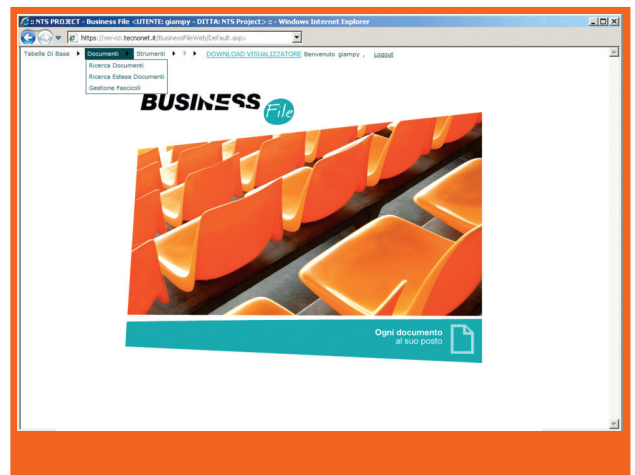 :: NTS PROJECT - Business File <UTENTE: giampy - DITTA: NTS Project> :: - Windows Internet Explorer
https://servizi.tecnonet.it/BusinessFileWeb/Default.aspx
Tabelle Di Base Documenti Strumenti ? DOWNLOAD VISUALIZZATORE Benvenuto giampy , Logout
Ricerca Documenti
Ricerca Estesa Documenti
Gestione Fascicoli
BUSINESS File
Ogni documento
al suo posto